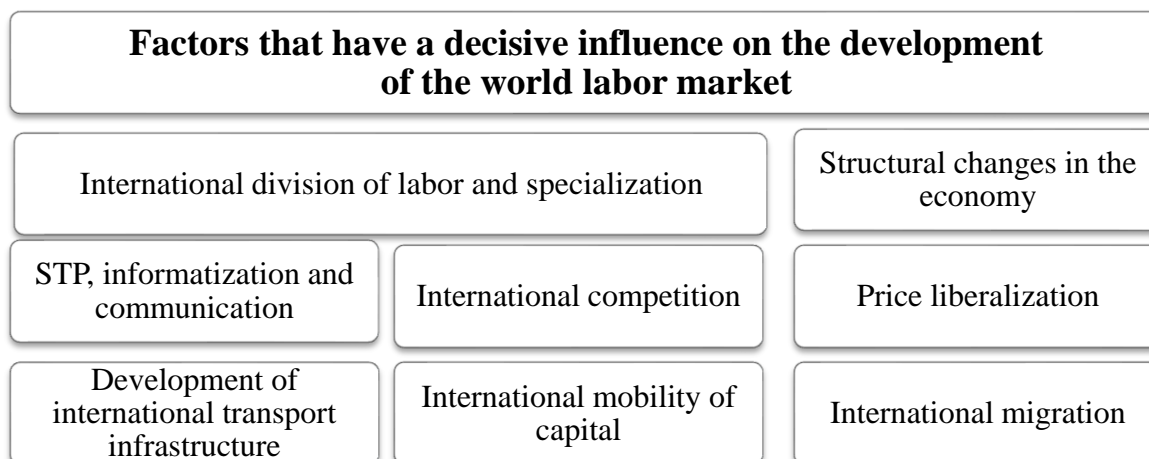 Factors that have a decisive influence on the development
of the world labor market
International division of labor and specialization
Structural changes in the
economy
STP, informatization and
communication
International competition
Price liberalization
Development of
international transport
infrastructure
International mobility of
capital
International migration